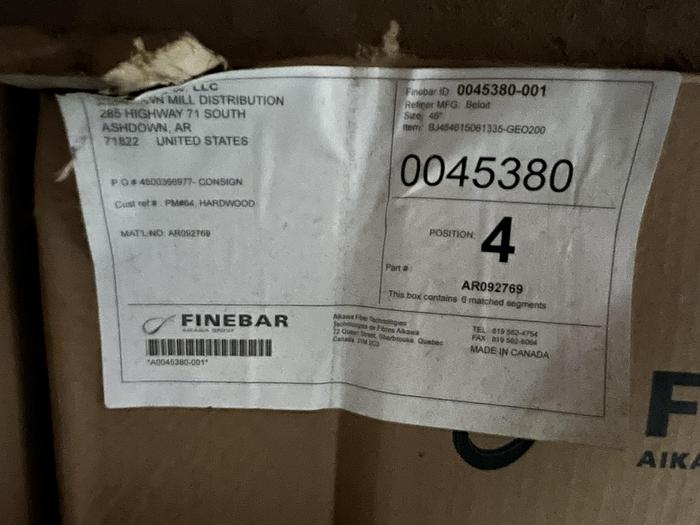 LLC
MILL DISTRIBUTION
285 HIGHWAY 71 SOUTH
ASHDOWN, AR
71822 UNITED STATES
P.O.# 4500366977- CONSIGN
Cust ref # : PM#64, HARDWOOD
MAT'L NO: AR092769
Finebar ID: 0045380-001
Refiner MFG: Beloit
Size: 46"
Item: BJ464615061335-GEO200
0045380
POSITION: 4
Part #
AR092769
This box contains 6 matched segments
FINEBAR
AIKAWA GROUP
*A0045380-001*
Aikawa Fiber Technologies
Technologies de Fibres Aikawa
72 Queen Street, Sherbrooke, Quebec
Canada J1M 2C3
TEL: 819 562-4754
FAX: 819 562-6064
MADE IN CANADA
F
AIKA